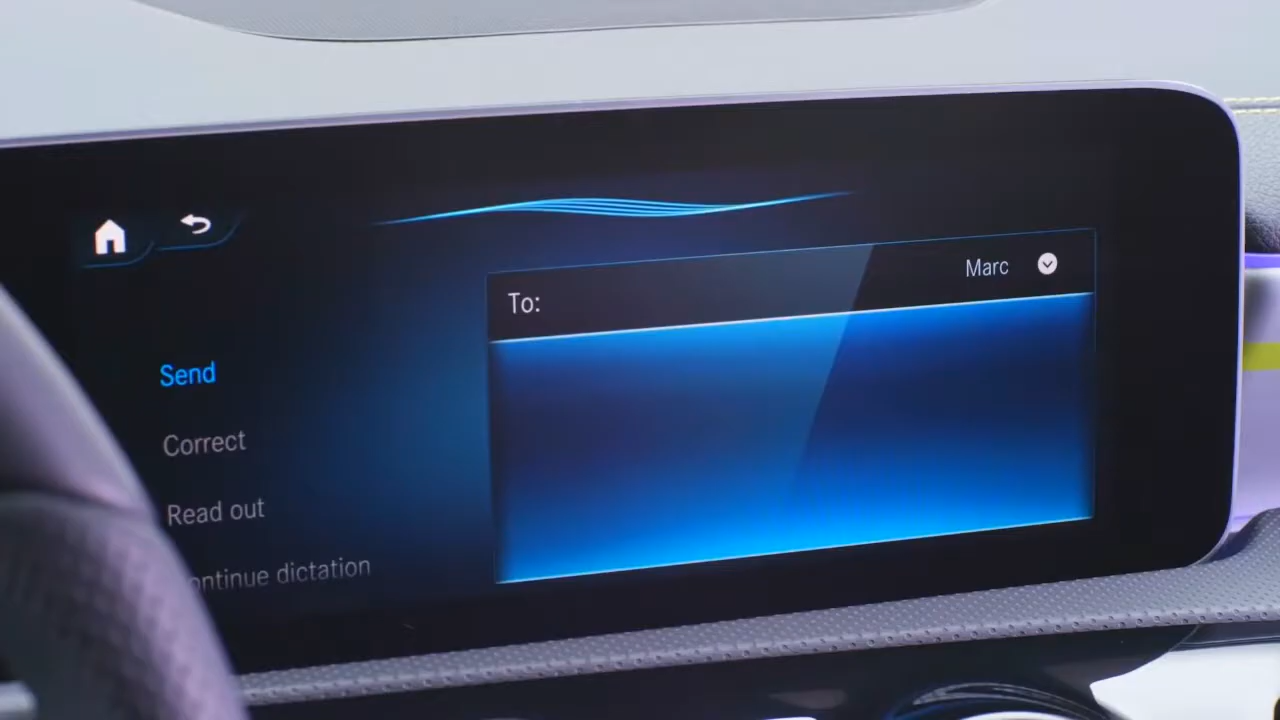 To:
Marc
Send
Correct
Read out
ontinue dictation